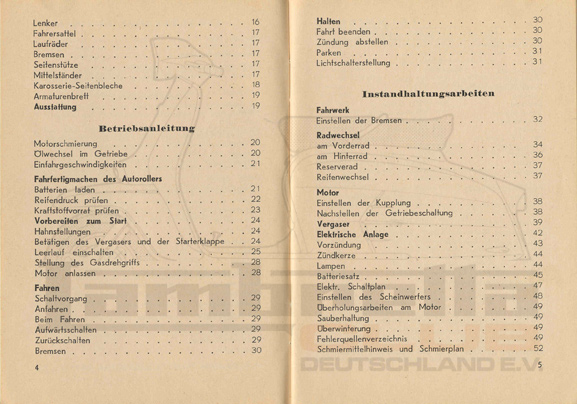 Lenker 16
Fahrersattel 17
Laufräder 17
Bremsen 17
Seitenstütze 17
Mittelständer 17
Karosserie-Seitenbleche 18
Armaturenbrett 19
Ausstattung 19
Betriebsanleitung
Motorschmierung 20
Ölwechsel im Getriebe 20
Einfahrgeschwindigkeiten 21
Fahrfertigmachen des Autorollers
Batterien laden 21
Reifendruck prüfen 22
Kraftstoffvorrat prüfen 23
Vorbereiten zum Start 24
Hahnstellungen 24
Betätigen des Vergasers und der Starterklappe 24
Leerlauf einschalten 25
Stellung des Gasdrehgriffs 28
Motor anlassen 28
Fahren
Schaltvorgang 29
Anfahren 29
Beim Fahren 29
Aufwärtsschalten 29
Zurückschalten 29
Bremsen 30
4
Halten 30
Fahrt beenden 30
Zündung abstellen 30
Parken 31
Lichtschalterstellung 31
Instandhaltungsarbeiten
Fahrwerk
Einstellen der Bremsen 32
Radwechsel
am Vorderrad 34
am Hinterrad 36
Reserverad 37
Reifenwechsel 37
Motor
Einstellen der Kupplung 38
Nachstellen der Getriebeschaltung 38
Vergaser 39
Elektrische Anlage 42
Vorzündung 43
Zündkerze 44
Lampen 44
Batteriesatz 45
Elektr. Schaltplan 47
Einstellen des Scheinwerfers 48
Überholungsarbeiten am Motor 49
Sauberhaltung 49
Überwinterung 49
Fehlerquellenverzeichnis 49
Schmiermittelhinweis und Schmierplan 52
5
DEUTSCHLAND E.V.